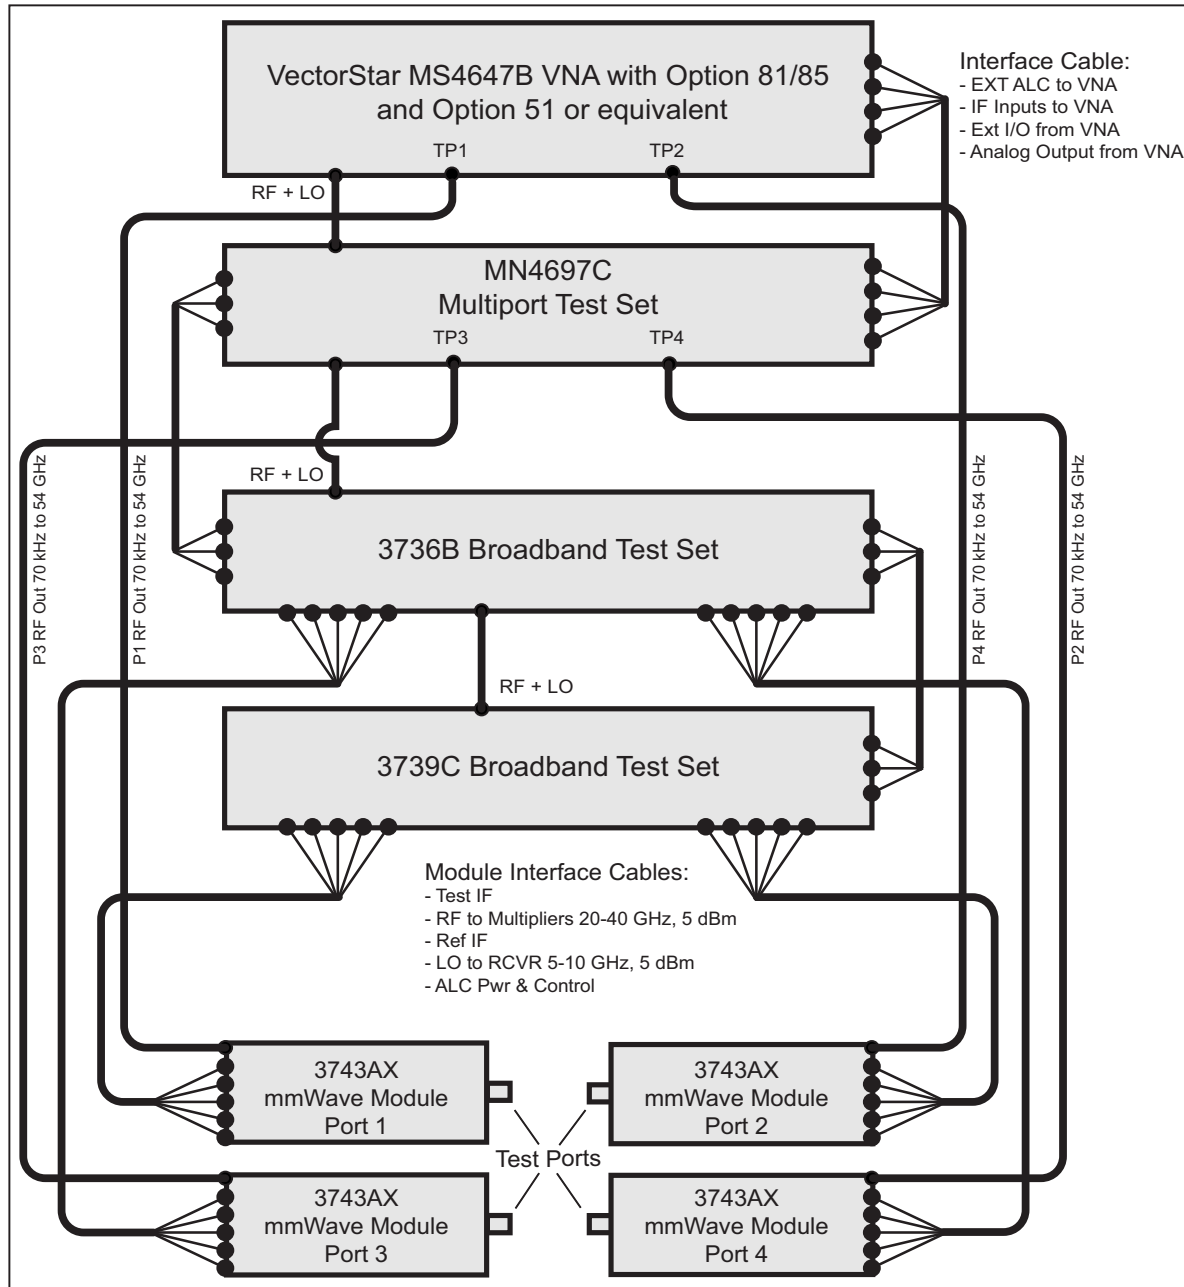 VectorStar MS4647B VNA with Option 81/85
and Option 51 or equivalent
TP1
TP2
Interface Cable:
- EXT ALC to VNA
- IF Inputs to VNA
- Ext I/O from VNA
- Analog Output from VNA
RF + LO
MN4697C
Multiport Test Set
TP3
TP4
RF + LO
P3 RF Out 70 kHz to 54 GHz
P1 RF Out 70 kHz to 54 GHz
P4 RF Out 70 kHz to 54 GHz
P2 RF Out 70 kHz to 54 GHz
3736B Broadband Test Set
RF + LO
3739C Broadband Test Set
Module Interface Cables:
- Test IF
- RF to Multipliers 20-40 GHz, 5 dBm
- Ref IF
- LO to RCVR 5-10 GHz, 5 dBm
- ALC Pwr & Control
3743AX
mmWave Module
Port 1
3743AX
mmWave Module
Port 2
Test Ports
3743AX
mmWave Module
Port 3
3743AX
mmWave Module
Port 4